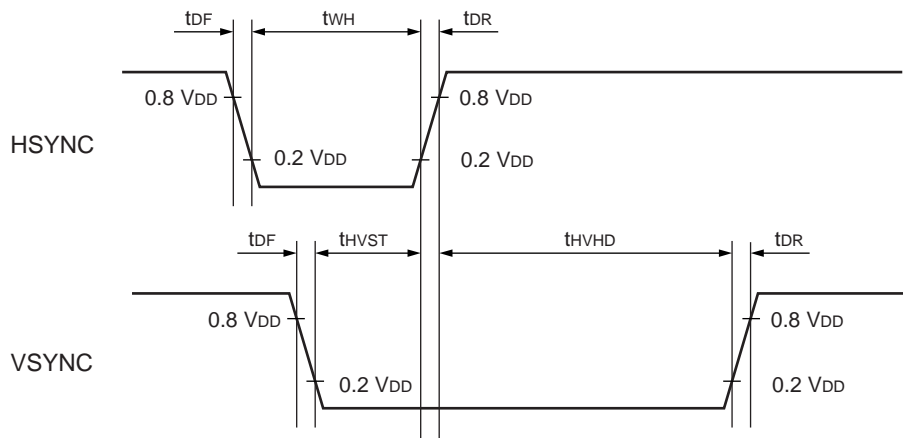 tDF tWH tDR
0.8 VDD 0.8 VDD
HSYNC
0.2 VDD 0.2 VDD
tDF tHVST tHVHD tDR
0.8 VDD 0.8 VDD
VSYNC
0.2 VDD 0.2 VDD